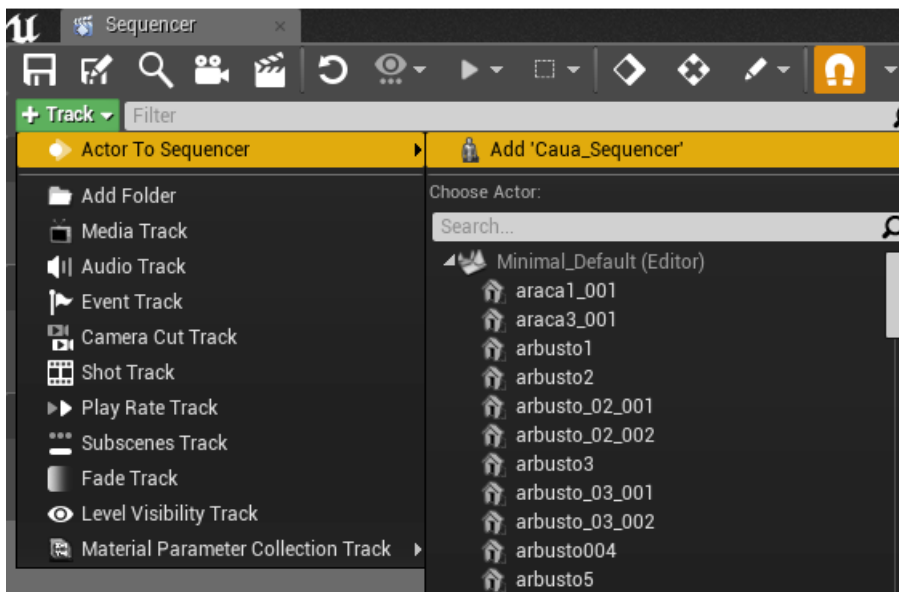 Sequencer
+ Track
Filter
Actor To Sequencer
Add 'Caua_Sequencer'
Add Folder
Media Track
Audio Track
Event Track
Camera Cut Track
Shot Track
Play Rate Track
Subscenes Track
Fade Track
Level Visibility Track
Material Parameter Collection Track
Choose Actor:
Search...
Minimal_Default (Editor)
araca1_001
araca3_001
arbusto1
arbusto2
arbusto_02_001
arbusto_02_002
arbusto3
arbusto_03_001
arbusto_03_002
arbusto004
arbusto5